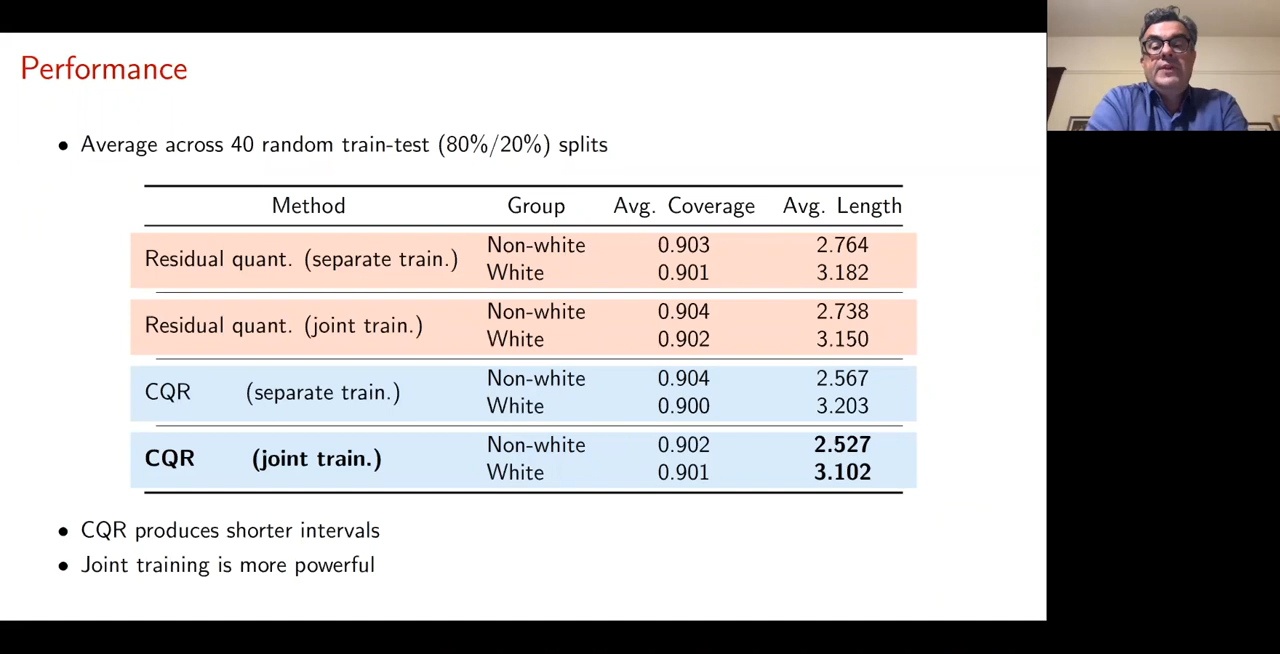 Performance
• Average across 40 random train-test (80%/20%) splits
Method Group Avg. Coverage Avg. Length
Residual quant. (separate train.) Non-white 0.903 2.764
White 0.901 3.182
Residual quant. (joint train.) Non-white 0.904 2.738
White 0.902 3.150
CQR (separate train.) Non-white 0.904 2.567
White 0.900 3.203
CQR (joint train.) Non-white 0.902 2.527
White 0.901 3.102
• CQR produces shorter intervals
• Joint training is more powerful